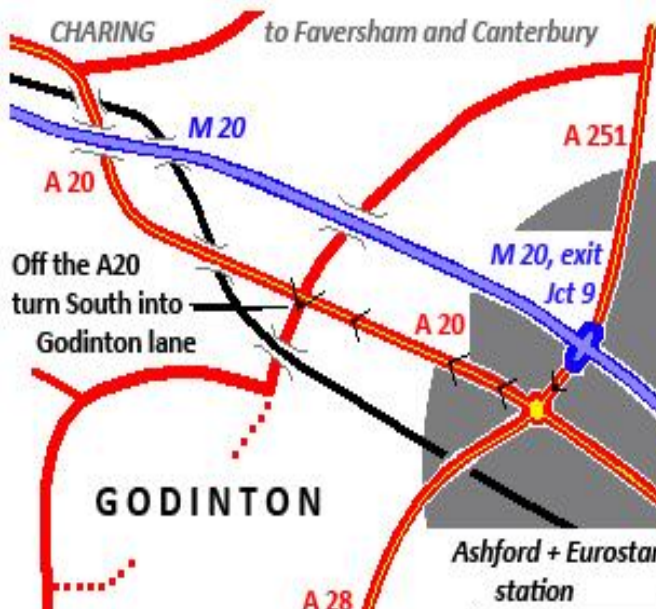 CHARING
to Faversham and Canterbury
M 20
A 251
A 20
M 20, exit
Jct 9
Off the A20
turn South into
Godinton lane
A 20
GODINTON
Ashford + Eurostar
station
A 28